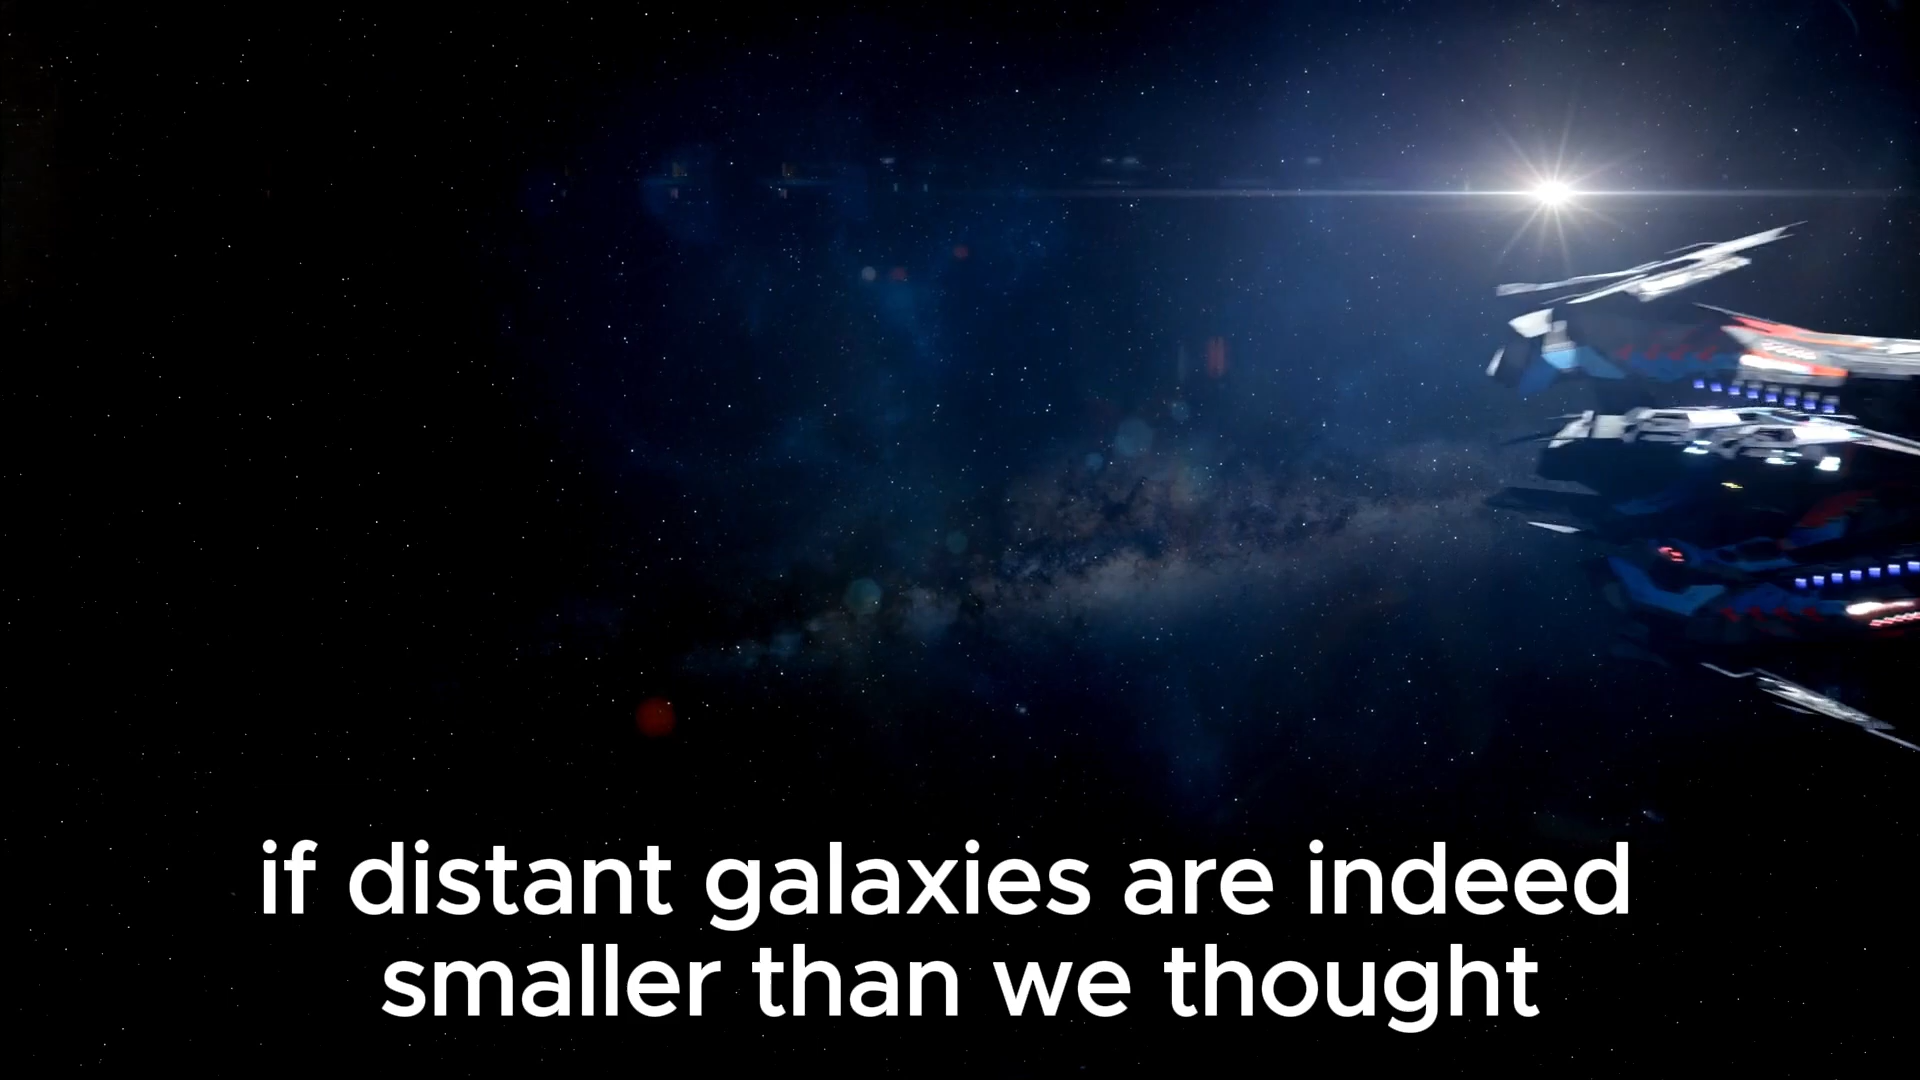 if distant galaxies are indeed
smaller than we thought